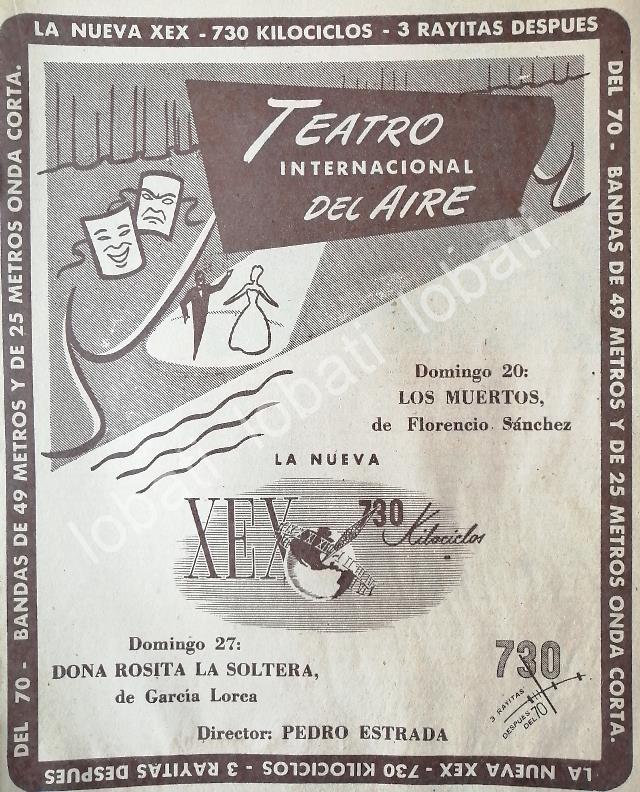 LA NUEVA XEX - 730 KILOCICLOS - 3 RAYITAS DESPUES
DEL 70 - BANDAS DE 49 METROS Y DE 25 METROS ONDA CORTA.
TEATRO
INTERNACIONAL
DEL AIRE
Domingo 20:
LOS MUERTOS,
de Florencio Sánchez
LA NUEVA
XEX 730 Kilociclos
Domingo 27:
DONA ROSITA LA SOLTERA,
de García Lorca
Director: PEDRO ESTRADA
730
3 RAYITAS
DESPUES
DEL 70
LA NUEVA XEX - 730 KILOCICLOS - 3 RAYITAS DESPUES
DEL 70 - BANDAS DE 49 METROS Y DE 25 METROS ONDA CORTA.
lobati lobati lobati lobati